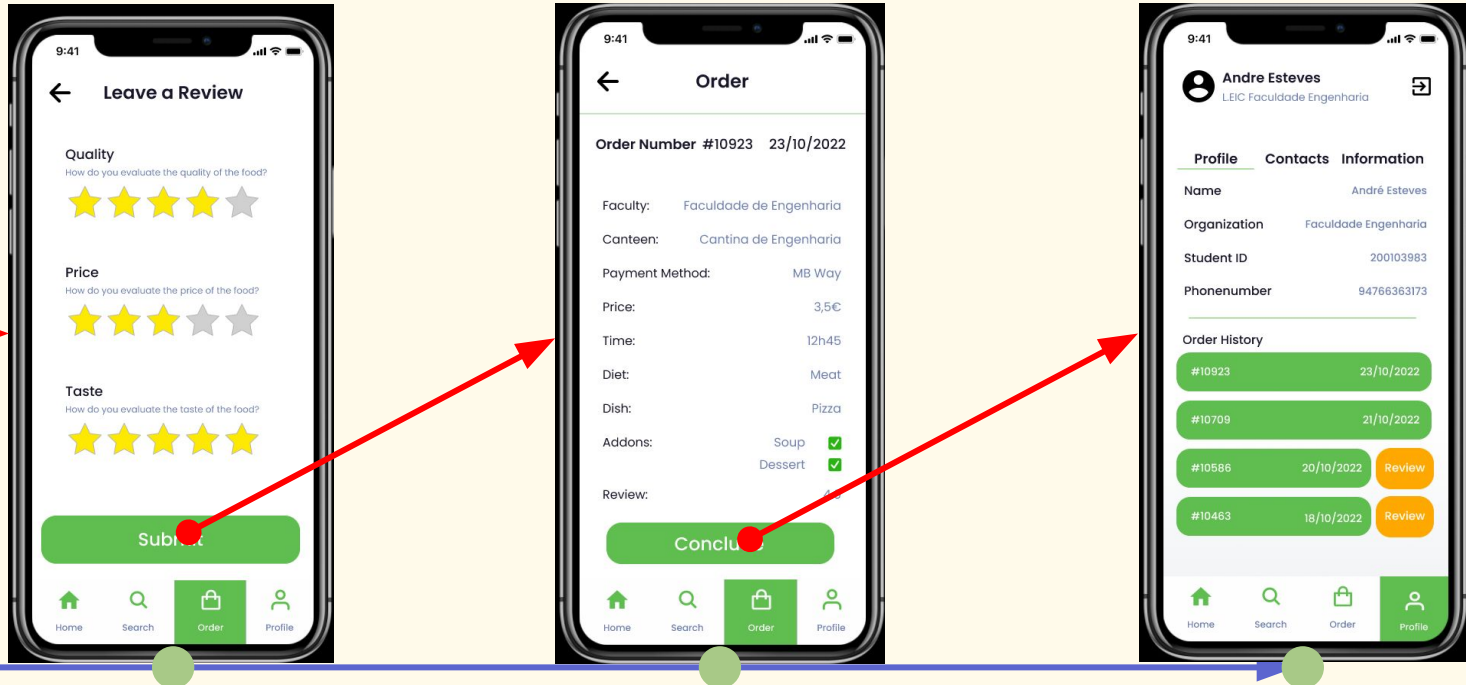 9:41
Leave a Review
Quality
How do you evaluate the quality of the food?
Price
How do you evaluate the price of the food?
Taste
How do you evaluate the taste of the food?
Submit
Home Search Order Profile
9:41
Order
Order Number #10923 23/10/2022
Faculty: Faculdade de Engenharia
Canteen: Cantina de Engenharia
Payment Method: MB Way
Price: 3,5€
Time: 12h45
Diet: Meat
Dish: Pizza
Addons: Soup
Dessert
Review:
Conclude
Home Search Order Profile
9:41
Andre Esteves
LEIC Faculdade Engenharia
Profile Contacts Information
Name André Esteves
Organization Faculdade Engenharia
Student ID 200103983
Phonenumber 94766363173
Order History
#10923 23/10/2022
#10709 21/10/2022
#10586 20/10/2022 Review
#10463 18/10/2022 Review
Home Search Order Profile